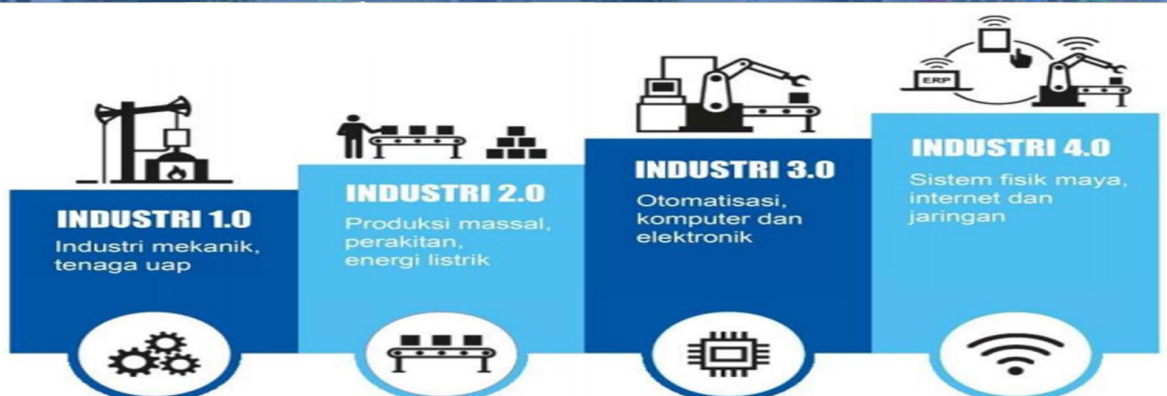 INDUSTRI 1.0
Industri mekanik,
tenaga uap
INDUSTRI 2.0
Produksi massal,
perakitan,
energi listrik
INDUSTRI 3.0
Otomatisasi,
komputer dan
elektronik
ERP
INDUSTRI 4.0
Sistem fisik maya,
internet dan
jaringan